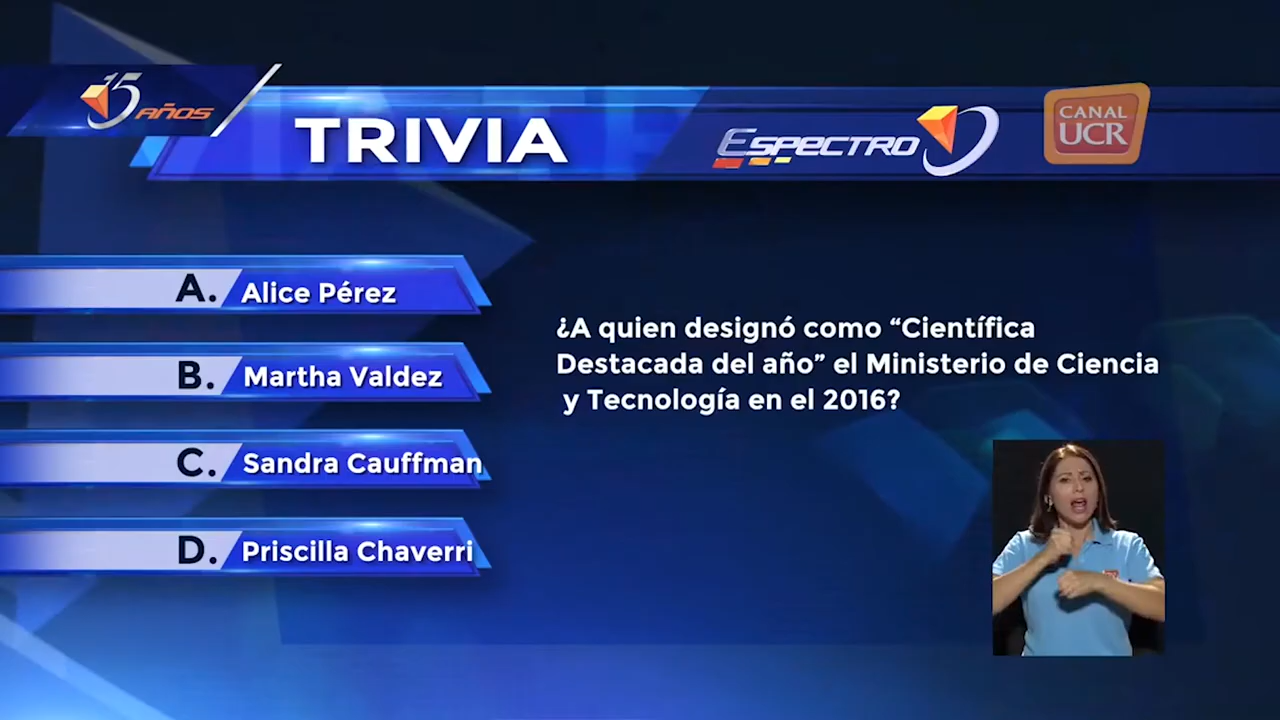 15 AÑOS
TRIVIA
ESPECTRO
CANAL
UCR
A. Alice Pérez
B. Martha Valdez
C. Sandra Cauffman
D. Priscilla Chaverri
¿A quien designó como “Científica
Destacada del año” el Ministerio de Ciencia
y Tecnología en el 2016?